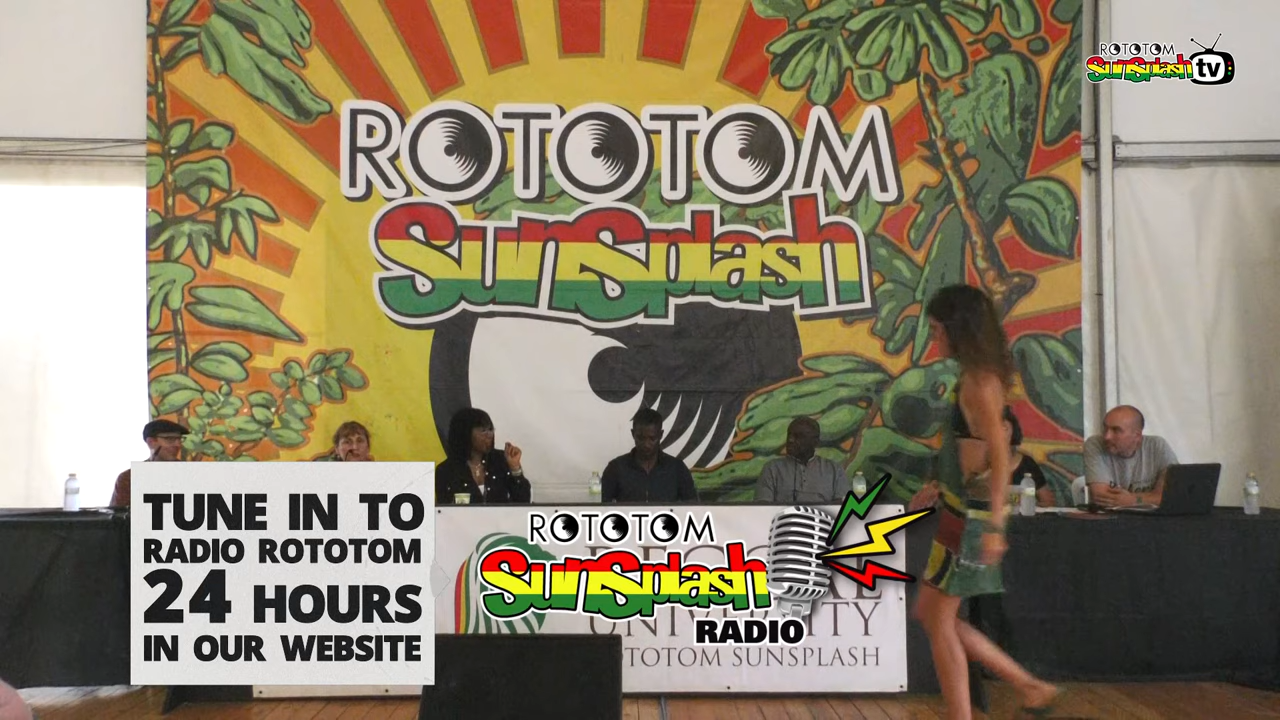 ROTOTOM
SunSplash tv
ROTOTOM
SunSplash
TUNE IN TO
RADIO ROTOTOM
24 HOURS
IN OUR WEBSITE
ROTOTOM
SunSplash
RADIO
UNIVERSITY
ROTOTOM SUNSPLASH